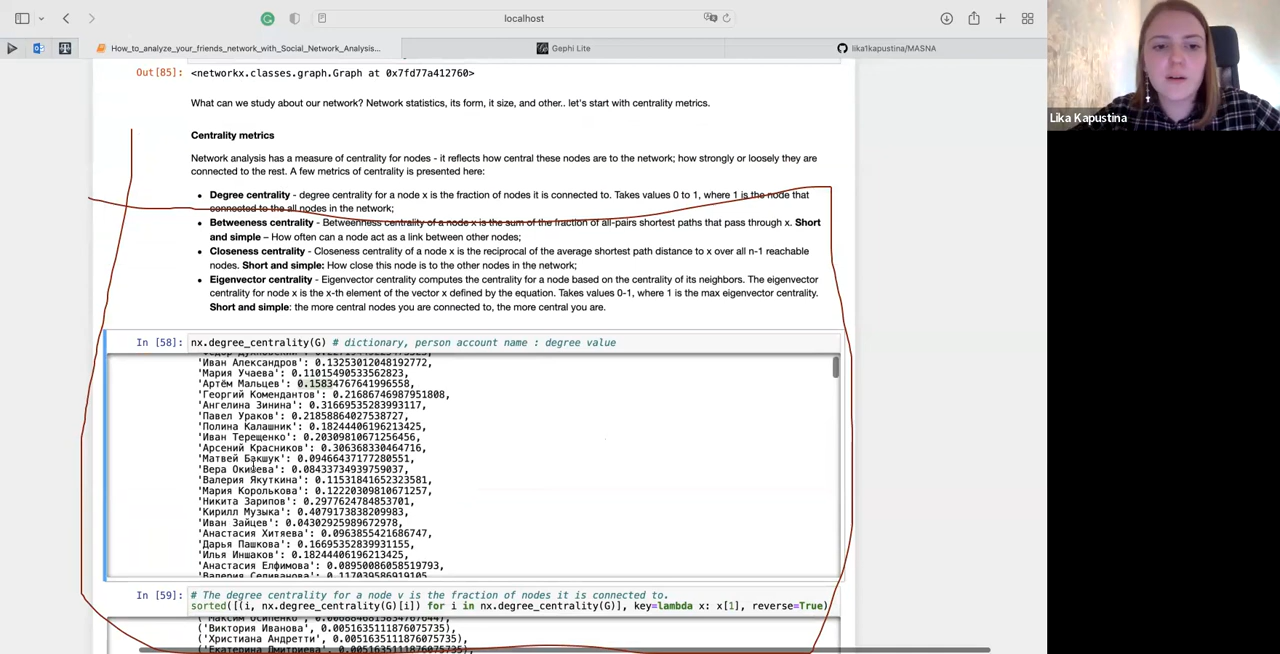 localhost
How_to_analyze_your_friends_network_with_Social_Network_Analysis...
Gephi Lite
lika1kapustina/MASNA
Lika Kapustina
Out[85]: <networkx.classes.graph.Graph at 0x7fd77a412760>
What can we study about our network? Network statistics, its form, it size, and other.. let's start with centrality metrics.
Centrality metrics
Network analysis has a measure of centrality for nodes - it reflects how central these nodes are to the network; how strongly or loosely they are
connected to the rest. A few metrics of centrality is presented here:
• Degree centrality - degree centrality for a node x is the fraction of nodes it is connected to. Takes values 0 to 1, where 1 is the node that
connected to the all nodes in the network;
• Betweeness centrality - Betweenness centrality of a node x is the sum of the fraction of all-pairs shortest paths that pass through x. Short
and simple – How often can a node act as a link between other nodes;
• Closeness centrality - Closeness centrality of a node x is the reciprocal of the average shortest path distance to x over all n-1 reachable
nodes. Short and simple: How close this node is to the other nodes in the network;
• Eigenvector centrality - Eigenvector centrality computes the centrality for a node based on the centrality of its neighbors. The eigenvector
centrality for node x is the x-th element of the vector x defined by the equation. Takes values 0-1, where 1 is the max eigenvector centrality.
Short and simple: the more central nodes you are connected to, the more central you are.
In [58]: nx.degree_centrality(G) # dictionary, person account name : degree value
'Иван Александров': 0.13253012048192772,
'Мария Учаева': 0.11015490533562823,
'Артём Мальцев': 0.15834767641996558,
'Георгий Комендантов': 0.21686746987951808,
'Ангелина Зинина': 0.31669535283993117,
'Павел Ураков': 0.21858864027538727,
'Полина Калашник': 0.18244406196213425,
'Иван Терещенко': 0.20309810671256456,
'Арсений Красников': 0.306368330464716,
'Матвей Бакшук': 0.09466437177280551,
'Вера Окишева': 0.08433734939759037,
'Валерия Якуткина': 0.11531841652323581,
'Мария Королькова': 0.12220309810671257,
'Никита Зарипов': 0.2977624784853701,
'Кирилл Музыка': 0.4079173838209983,
'Иван Зайцев': 0.04302925989672978,
'Анастасия Хитяева': 0.0963855421686747,
'Дарья Пашкова': 0.16695352839931155,
'Илья Иншаков': 0.18244406196213425,
'Анастасия Елфимова': 0.08950086058519793,
'Валерия Селиванова': 0.117039586919105
In [59]: # The degree centrality for a node v is the fraction of nodes it is connected to.
sorted([(i, nx.degree_centrality(G)[i]) for i in nx.degree_centrality(G)], key=lambda x: x[1], reverse=True)
('Виктория Иванова', 0.0051635111876075735),
('Христиана Андретти', 0.0051635111876075735),
('Екатерина Дмитриева', 0.0051635111876075735),